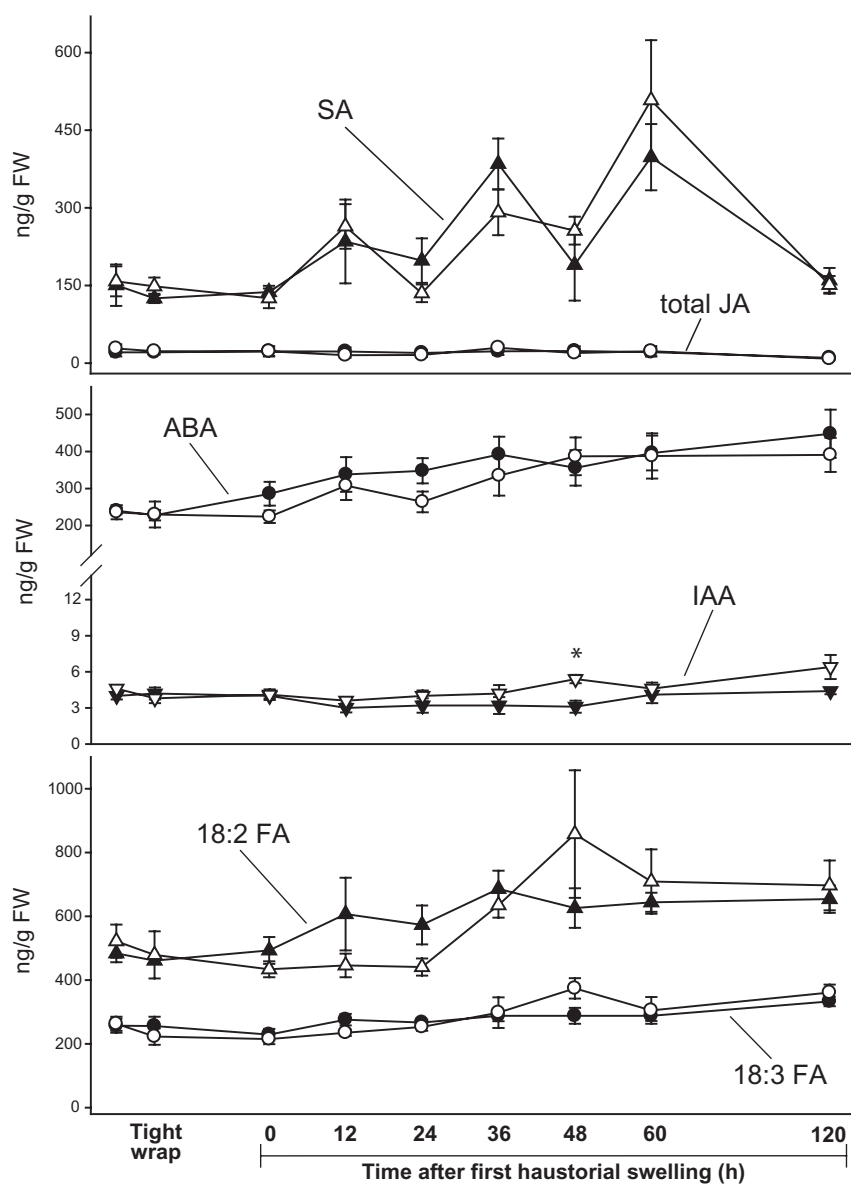 600
SA
450
ng/g FW
300
150
total JA
0
500
ABA
400
300
200
ng/g FW
12
IAA
9
*
6
3
0
1000
18:2 FA
800
600
ng/g FW
400
200
18:3 FA
0
Tight
wrap
0 12 24 36 48 60 120
Time after first haustorial swelling (h)